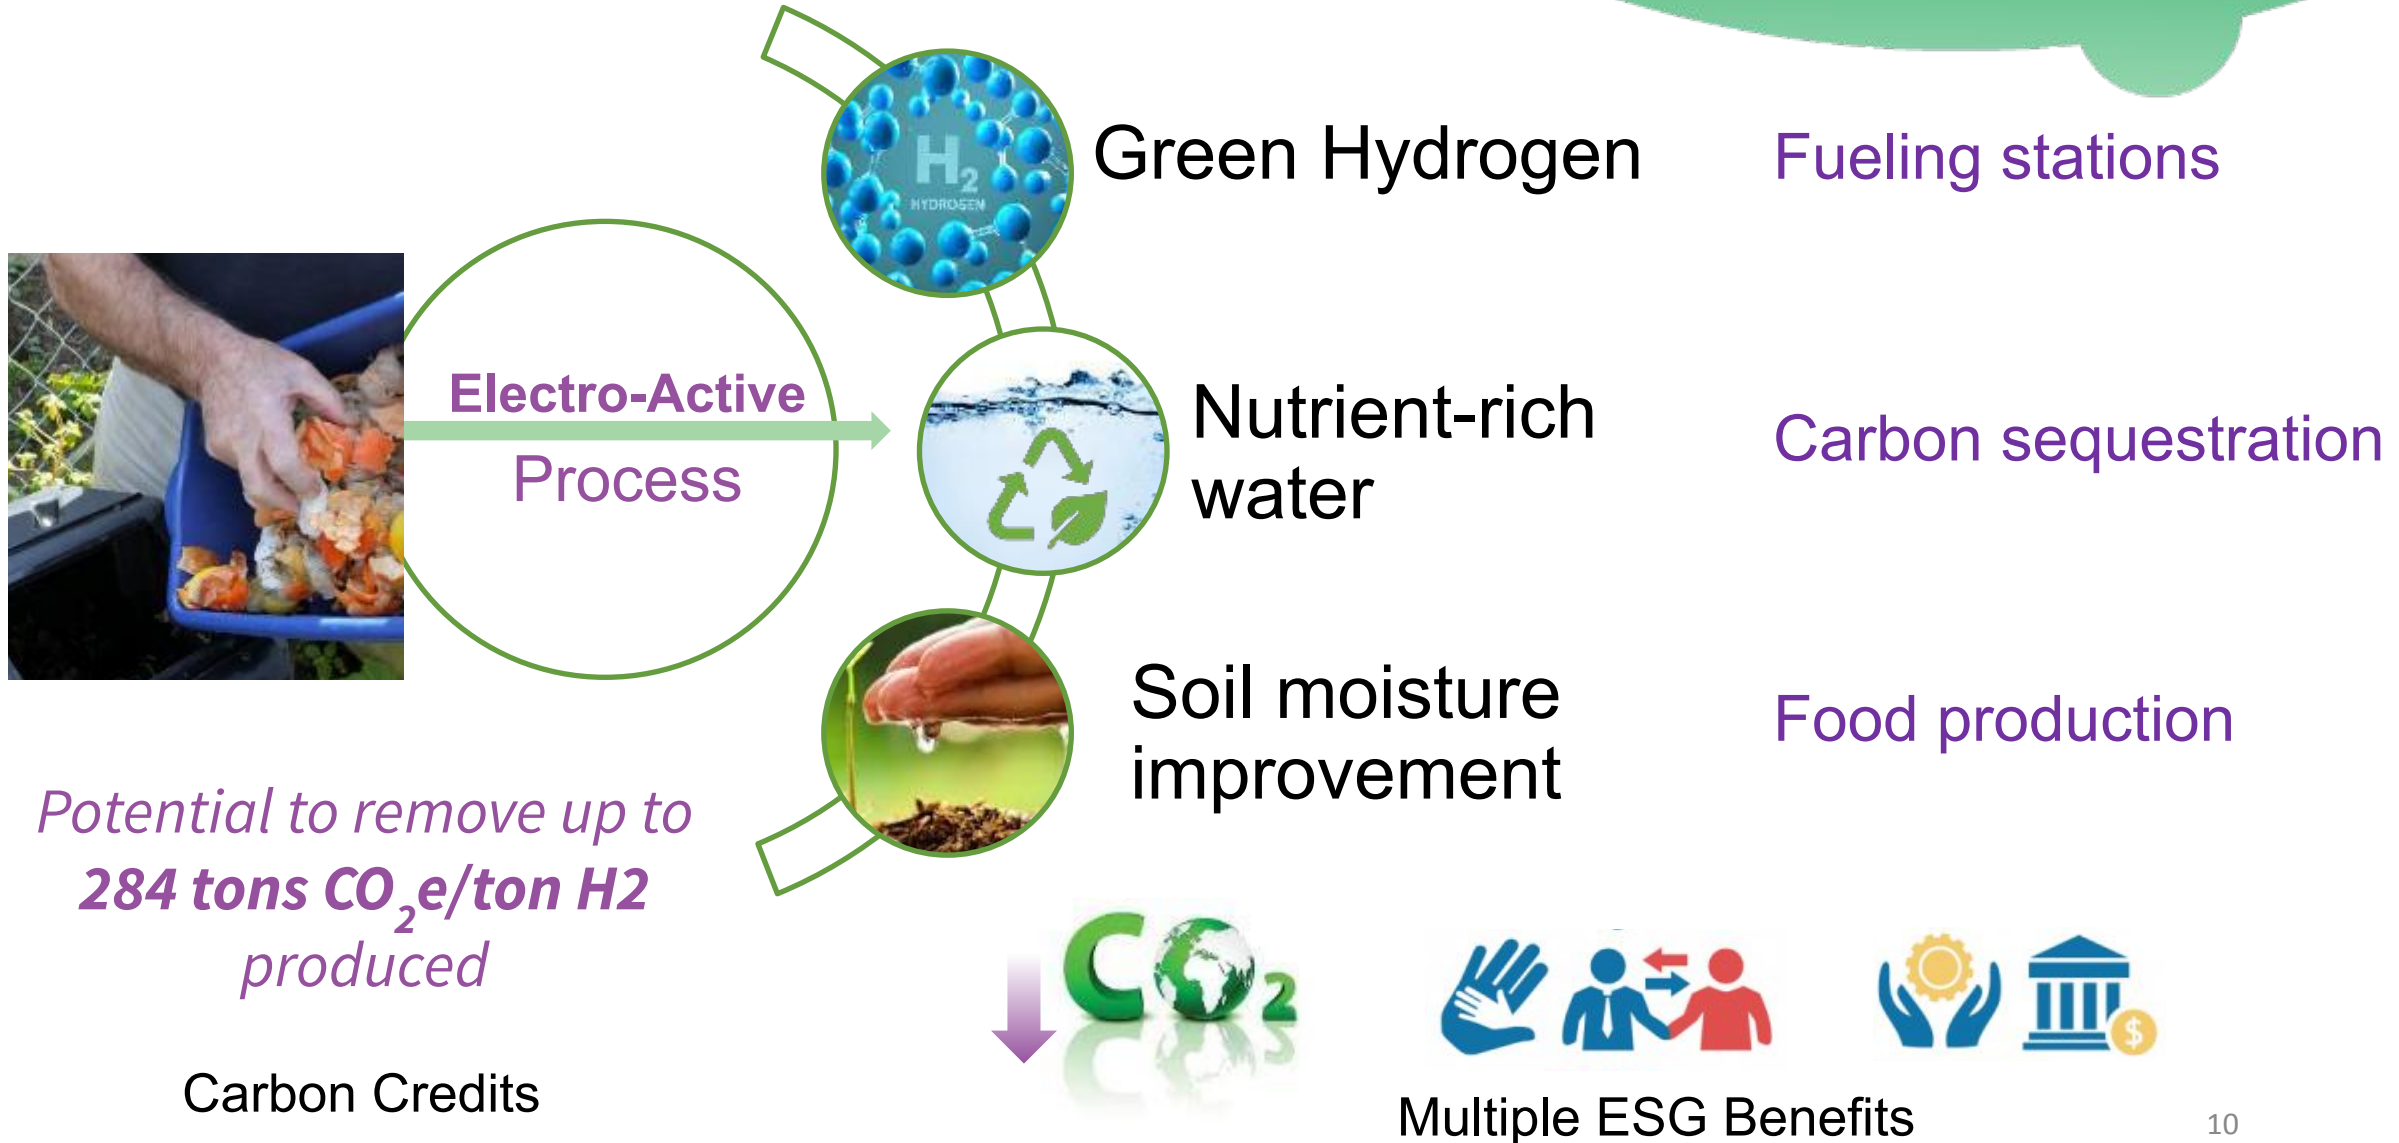 H2
HYDROGEN
Green Hydrogen
Fueling stations
Electro-Active
Process
Nutrient-rich
water
Carbon sequestration
Soil moisture
improvement
Food production
Potential to remove up to
284 tons CO2e/ton H2
produced
Carbon Credits
CO2
$
Multiple ESG Benefits
10